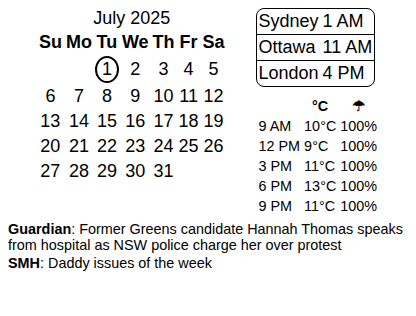 July 2025
Su Mo Tu We Th Fr Sa
1 2 3 4 5
6 7 8 9 10 11 12
13 14 15 16 17 18 19
20 21 22 23 24 25 26
27 28 29 30 31
Sydney 1 AM
Ottawa 11 AM
London 4 PM
°C ☂
9 AM 10°C 100%
12 PM 9°C 100%
3 PM 11°C 100%
6 PM 13°C 100%
9 PM 11°C 100%
Guardian: Former Greens candidate Hannah Thomas speaks
from hospital as NSW police charge her over protest
SMH: Daddy issues of the week